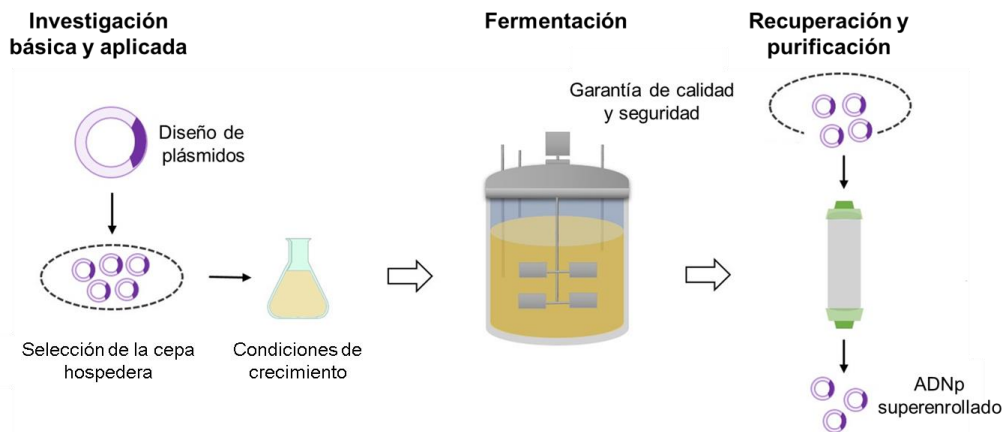 Investigación
básica y aplicada
Diseño de
plásmidos
Selección de la cepa
hospedera
Condiciones de
crecimiento
Fermentación
Garantía de calidad
y seguridad
Recuperación y
purificación
ADNp
superenrollado